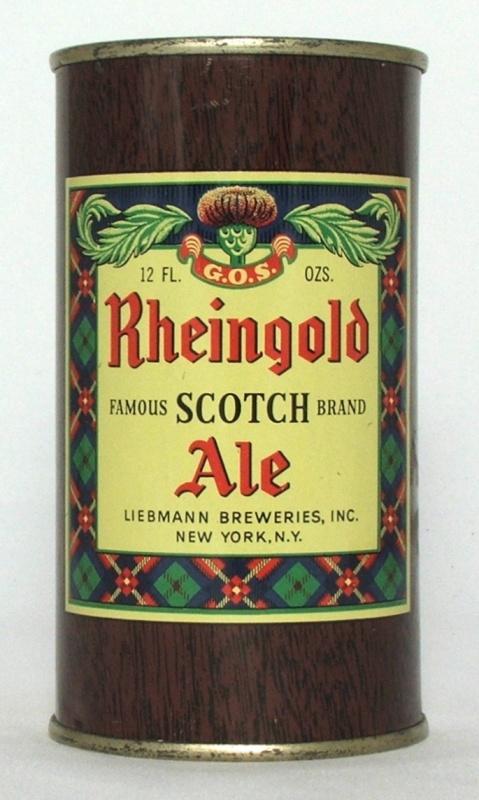 G.O.S.
12 FL. OZS.
Rheingold
FAMOUS SCOTCH BRAND
Ale
LIEBMANN BREWERIES, INC.
NEW YORK, N.Y.